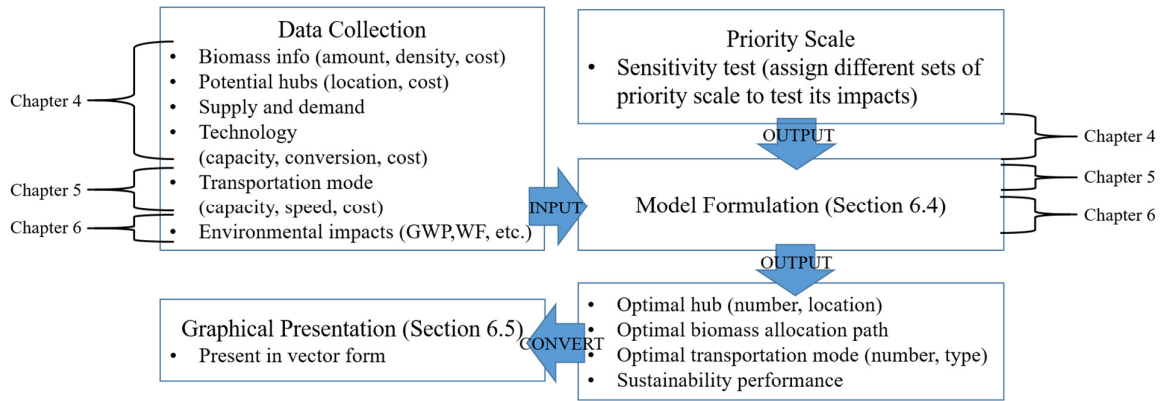 Data Collection
• Biomass info (amount, density, cost)
• Potential hubs (location, cost)
• Supply and demand
• Technology
(capacity, conversion, cost)
• Transportation mode
(capacity, speed, cost)
• Environmental impacts (GWP,WF, etc.)
Chapter 4
Chapter 5
Chapter 6
INPUT
Priority Scale
• Sensitivity test (assign different sets of
priority scale to test its impacts)
OUTPUT
Model Formulation (Section 6.4)
Chapter 4
Chapter 5
Chapter 6
OUTPUT
• Optimal hub (number, location)
• Optimal biomass allocation path
• Optimal transportation mode (number, type)
• Sustainability performance
CONVERT
Graphical Presentation (Section 6.5)
• Present in vector form